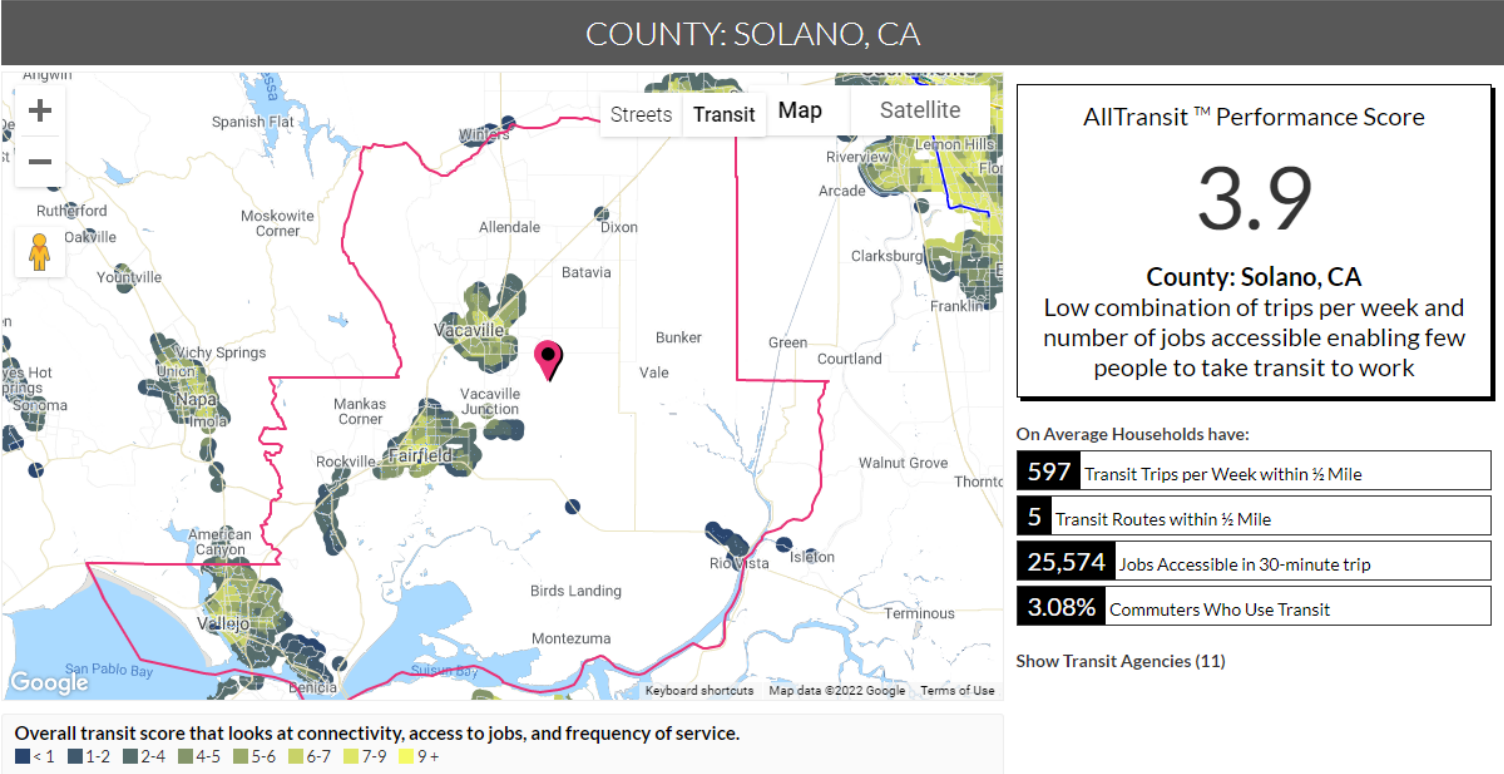 COUNTY: SOLANO, CA
Angwin
Sacramento
+
−
Spanish Flat
Winters
Streets
Transit
Map
Satellite
Lemon Hills
Riverview
Arcade
Rutherford
Oakville
Moskowite
Corner
Allendale
Dixon
Yountville
Batavia
Clarksburg
Franklin
Vacaville
Bunker
Green
Courtland
Vichy Springs
Union
Vale
Napa
Imola
Sonoma
Mankas
Corner
Vacaville
Junction
Fairfield
Rockville
Walnut Grove
American
Canyon
Rio Vista
Isleton
Birds Landing
Vallejo
Terminous
Montezuma
San Pablo Bay
Suisun Bay
Benicia
Google
Keyboard shortcuts
Map data ©2022 Google
Terms of Use
Overall transit score that looks at connectivity, access to jobs, and frequency of service.
< 1 1-2 2-4 4-5 5-6 6-7 7-9 9 +
AllTransit ™ Performance Score
3.9
County: Solano, CA
Low combination of trips per week and
number of jobs accessible enabling few
people to take transit to work
On Average Households have:
597 Transit Trips per Week within ½ Mile
5 Transit Routes within ½ Mile
25,574 Jobs Accessible in 30-minute trip
3.08% Commuters Who Use Transit
Show Transit Agencies (11)